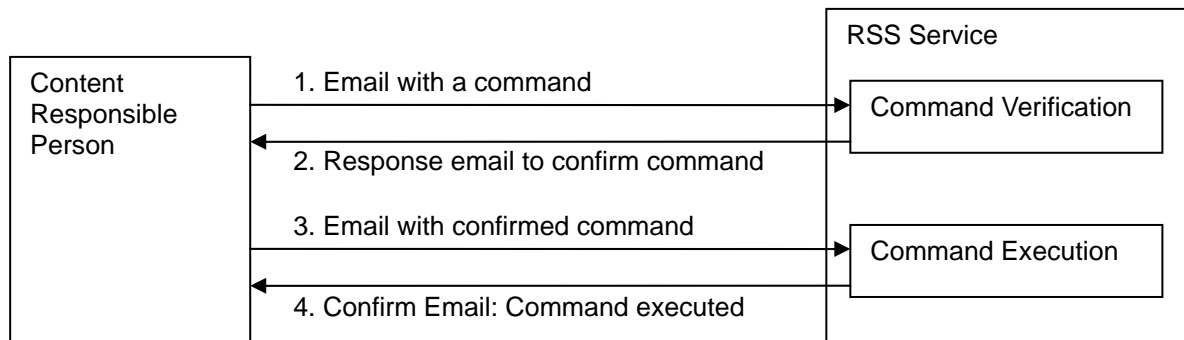 RSS Service
Content
Responsible
Person
1. Email with a command
Command Verification
2. Response email to confirm command
3. Email with confirmed command
Command Execution
4. Confirm Email: Command executed